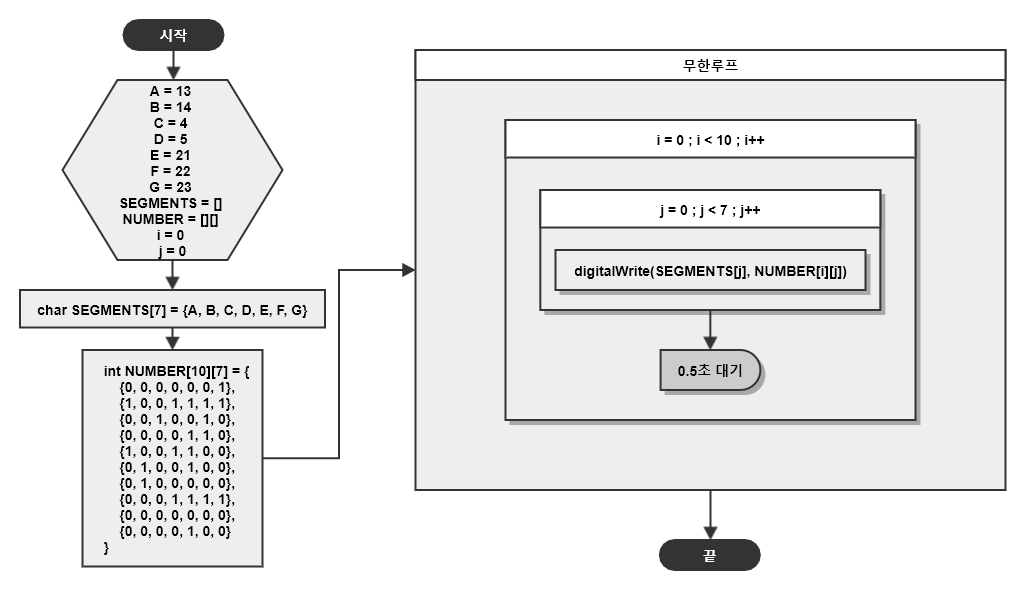 시작
A = 13
B = 14
C = 4
D = 5
E = 21
F = 22
G = 23
SEGMENTS = []
NUMBER = [][]
i = 0
j = 0
char SEGMENTS[7] = {A, B, C, D, E, F, G}
int NUMBER[10][7] = {
{0, 0, 0, 0, 0, 0, 1},
{1, 0, 0, 1, 1, 1, 1},
{0, 0, 1, 0, 0, 1, 0},
{0, 0, 0, 0, 1, 1, 0},
{1, 0, 0, 1, 1, 0, 0},
{0, 1, 0, 0, 1, 0, 0},
{0, 1, 0, 0, 0, 0, 0},
{0, 0, 0, 1, 1, 1, 1},
{0, 0, 0, 0, 0, 0, 0},
{0, 0, 0, 0, 1, 0, 0}
}
무한루프
i = 0 ; i < 10 ; i++
j = 0 ; j < 7 ; j++
digitalWrite(SEGMENTS[j], NUMBER[i][j])
0.5초 대기
끝